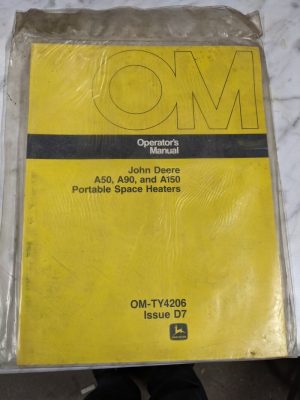 OM
Operator's
Manual
John Deere
A50, A90, and A150
Portable Space Heaters
OM-TY4206
Issue D7